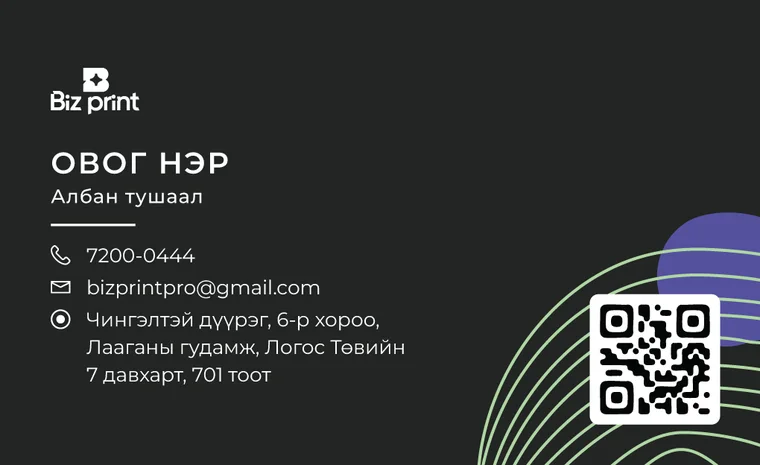 Biz print
ОВОГ НЭР
Албан тушаал
7200-0444
bizprintpro@gmail.com
Чингэлтэй дүүрэг, 6-р хороо,
Лааганы гудамж, Логос Төвийн
7 давхарт, 701 тоот